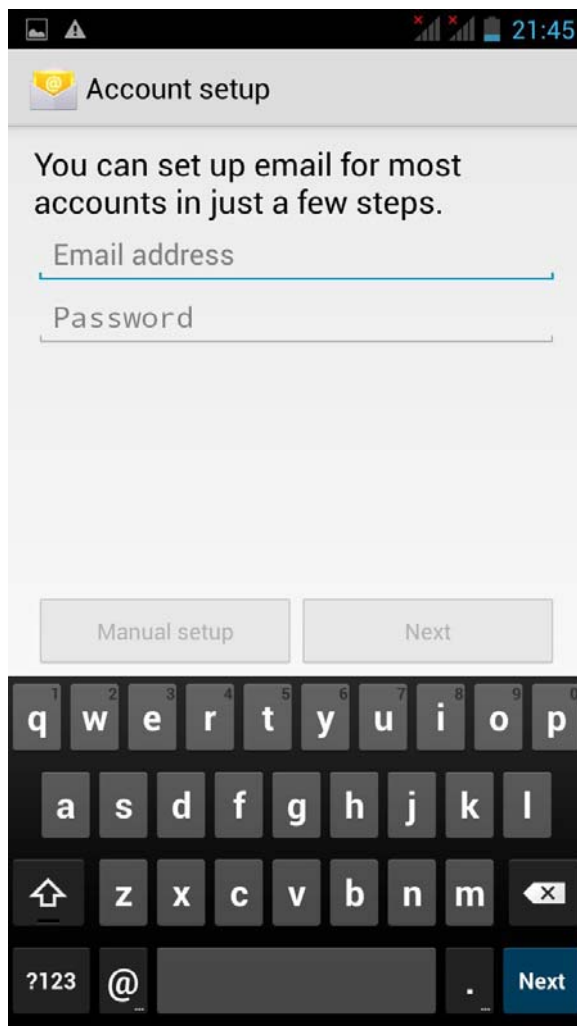 21:45
Account setup
You can set up email for most
accounts in just a few steps.
Email address
Password
Manual setup Next
1 2 3 4 5 6 7 8 9 0
q w e r t y u i o p
a s d f g h j k l
z x c v b n m
?123 @ ... . ... Next